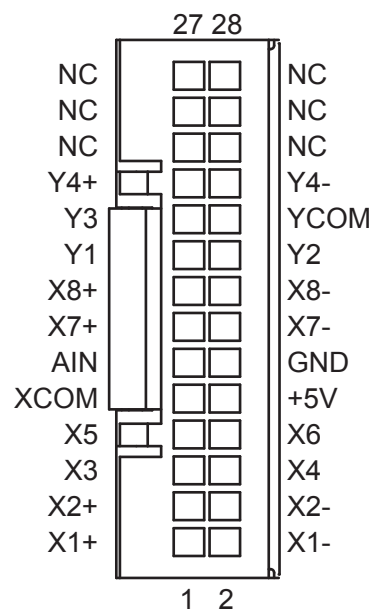 27 28
NC NC
NC NC
NC NC
Y4+ Y4-
Y3 YCOM
Y1 Y2
X8+ X8-
X7+ X7-
AIN GND
XCOM +5V
X5 X6
X3 X4
X2+ X2-
X1+ X1-
1 2